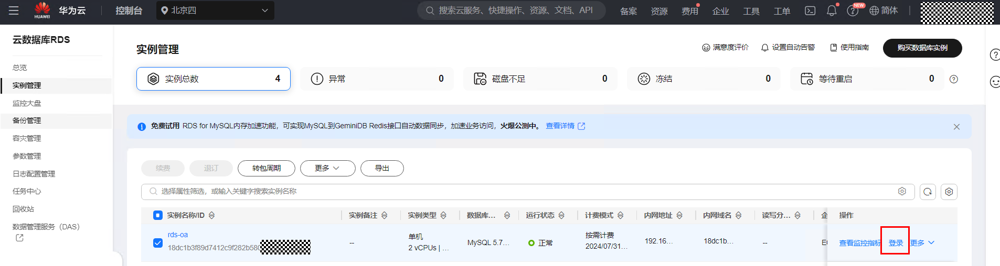 HUAWEI
华为云
控制台
北京四
搜索云服务、快捷操作、资源、文档、API
备案
资源
费用
企业
工具
工单
NEW
简体
云数据库RDS
总览
实例管理
监控大盘
备份管理
容灾管理
参数管理
日志配置管理
任务中心
回收站
数据管理服务（DAS）
实例管理
满意度评价
设置自动告警
使用指南
购买数据库实例
实例总数 4
异常 0
磁盘不足 0
冻结 0
等待重启 0
免费试用 RDS for MySQL内存加速功能，可实现MySQL到GeminiDB Redis接口自动数据同步，加速业务访问，火爆公测中。 查看详情
续费
退订
转包周期
更多
导出
选择属性筛选，或输入关键字搜索实例名称
实例名称/ID 实例备注 实例类型 数据库... 运行状态 计费模式 内网地址 内网域名 读写分... 企 操作
rds-oa
18dc1b3f89d7412c9f282b580
--
单机
2 vCPUs | ...
MySQL 5.7...
正常
按需计费
2024/07/31...
192.16...
18dc1b...
--
查看监控指标 登录 更多